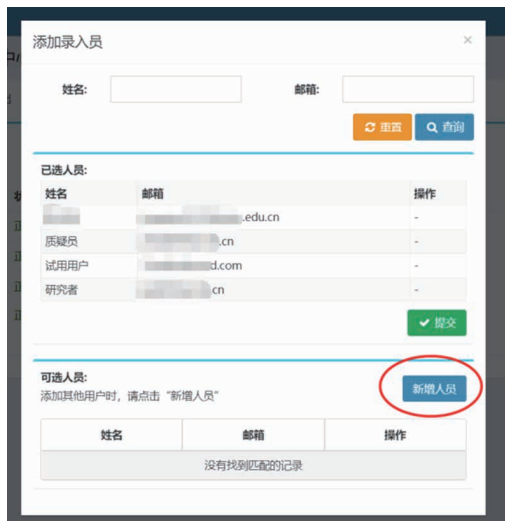 添加录入员 ×
姓名: 邮箱:
重置 查询
已选人员:
姓名 邮箱 操作
.edu.cn -
质疑员 .cn -
试用用户 d.com -
研究者 cn -
提交
可选人员:
添加其他用户时，请点击“新增人员”
新增人员
姓名 邮箱 操作
没有找到匹配的记录